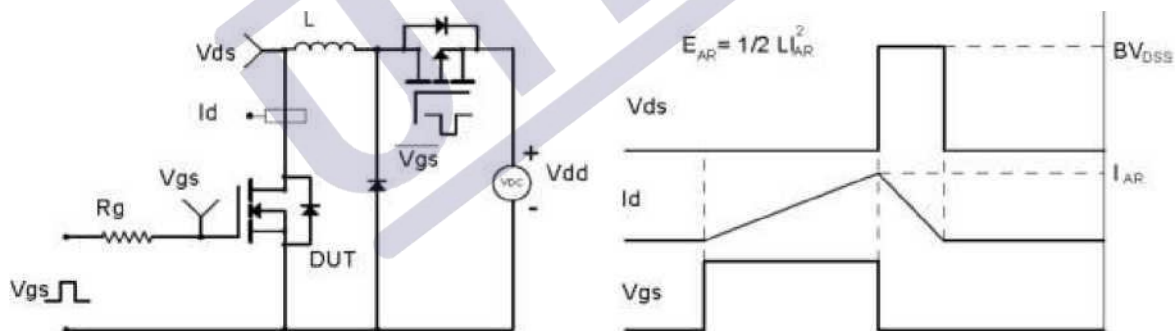 L
Vds
Id
Vgs
Rg
Vgs
DUT
Vgs
VDC
+
Vdd
-
E_AR = 1/2 LI_AR^2
Vds
BV_DSS
Id
I_AR
Vgs